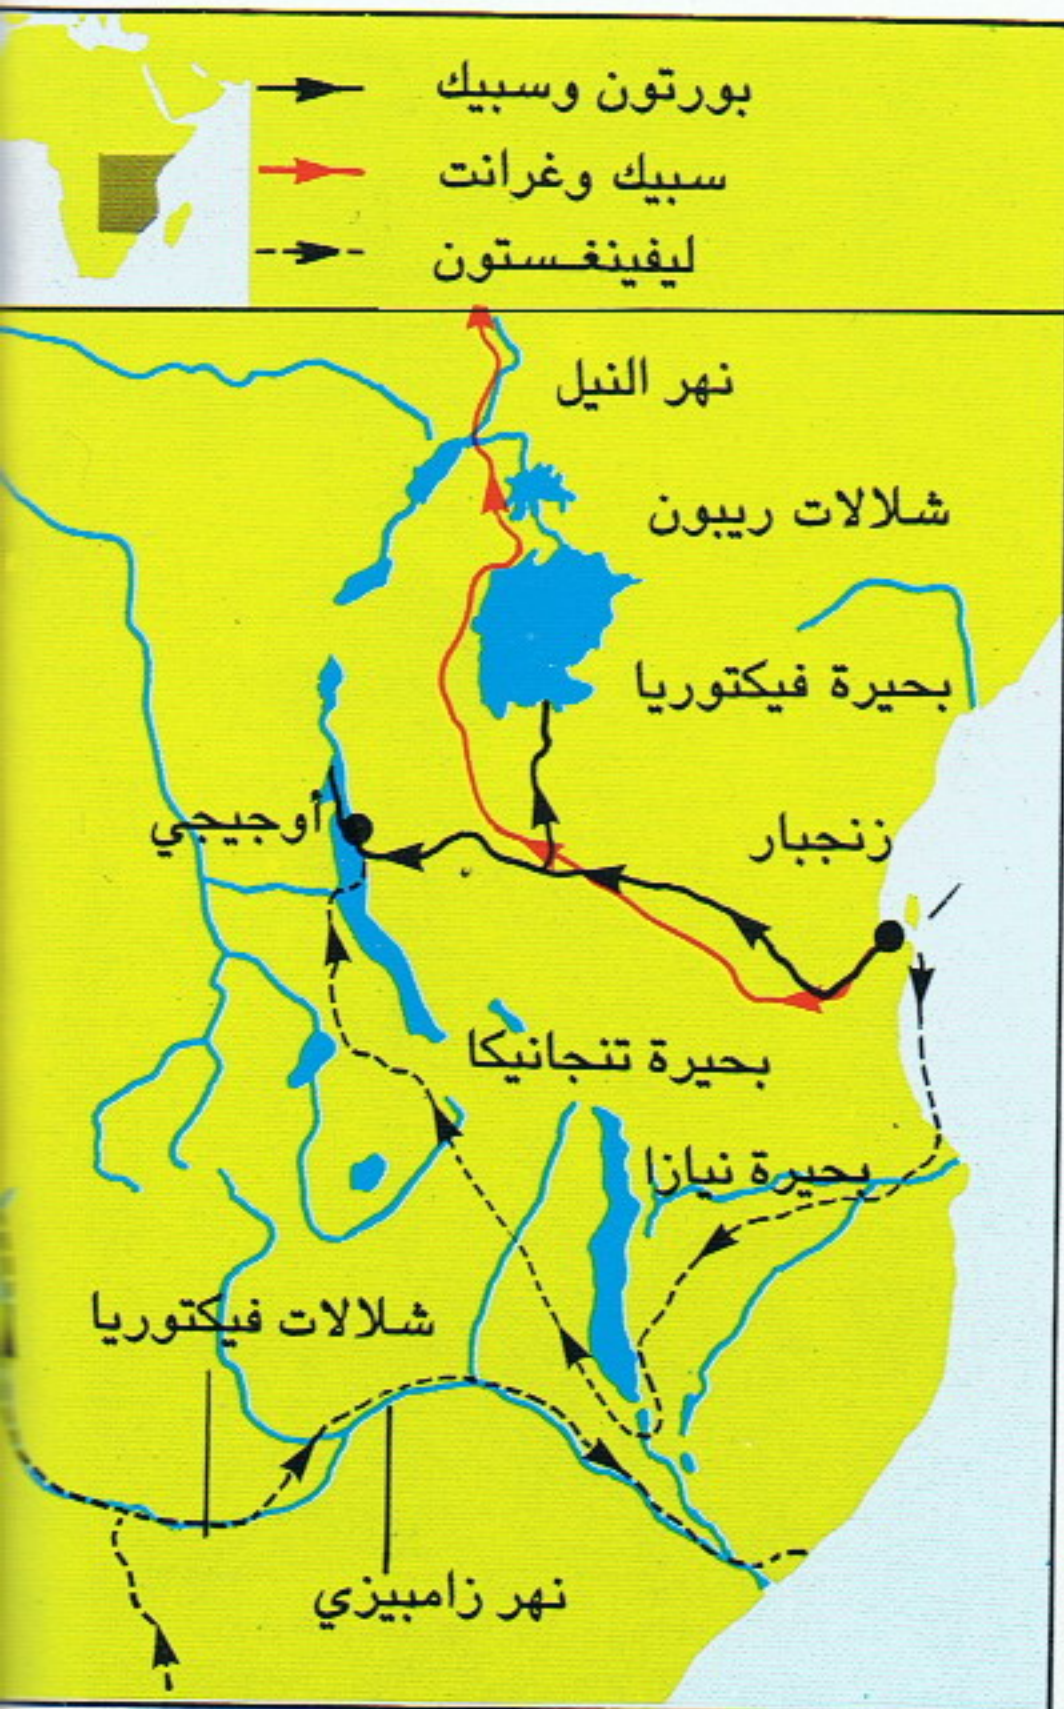 بورتون وسبيك
سبيك وغرانت
ليفينغستون
نهر النيل
شلالات ريبون
بحيرة فيكتوريا
أوجيجي
زنجبار
بحيرة تنجانيكا
بحيرة نيازا
شلالات فيكتوريا
نهر زامبيزي